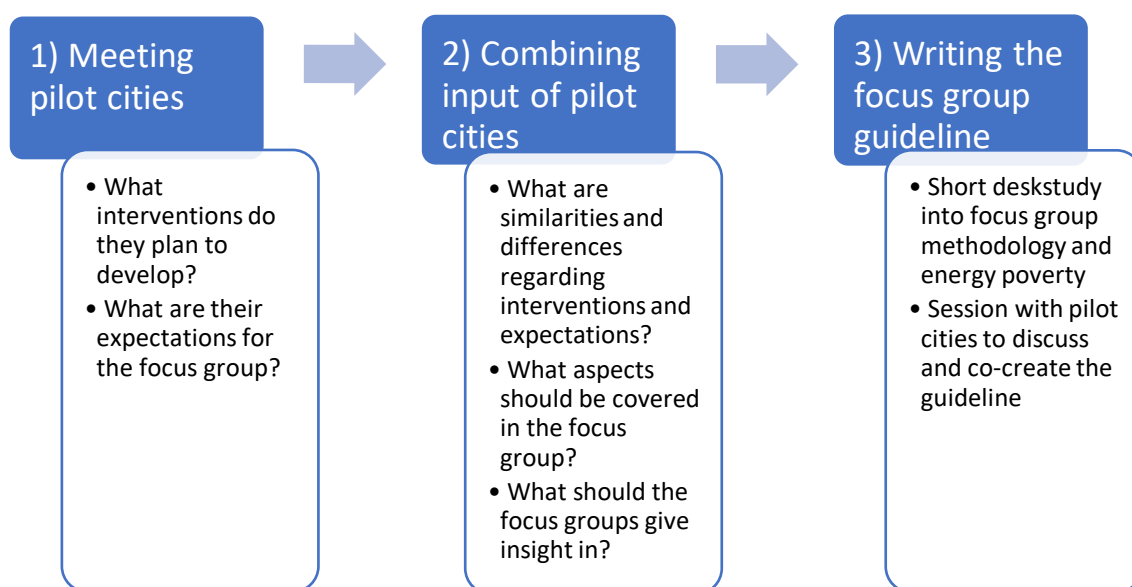 1) Meeting
pilot cities
• What
interventions do
they plan to
develop?
• What are their
expectations for
the focus group?
2) Combining
input of pilot
cities
• What are
similarities and
differences
regarding
interventions and
expectations?
• What aspects
should be covered
in the focus
group?
• What should the
focus groups give
insight in?
3) Writing the
focus group
guideline
• Short deskstudy
into focus group
methodology and
energy poverty
• Session with pilot
cities to discuss
and co-create the
guideline